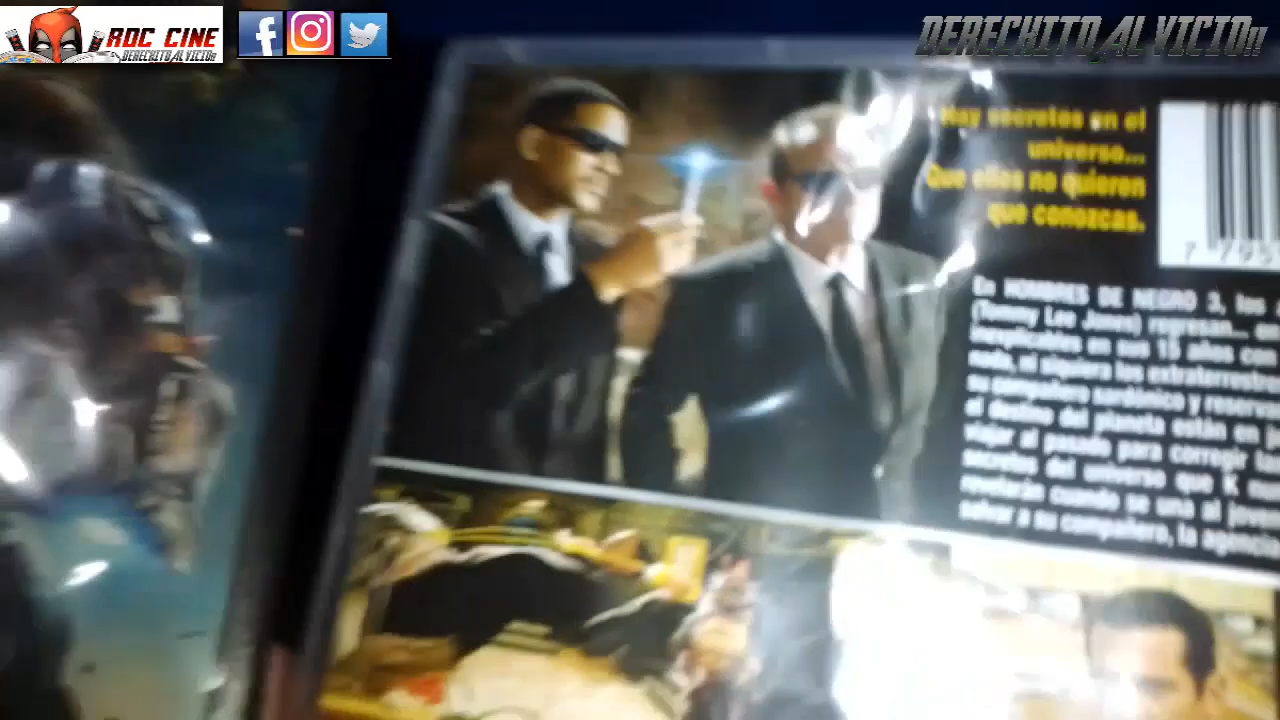 ROC CINE
DERECHITO AL VICIO!!
DERECHITO AL VICIO!!
Hay secretos en el
universo...
Que ellos no quieren
que conozcas.
En HOMBRES DE NEGRO 3, los
(Tommy Lee Jones) regresan...
inexplicables en sus 15 años con
nada, ni siquiera los extraterrestre
su compañero sardónico y reserva
el destino del planeta están en
viajar al pasado para corregir
secretos del universo que K
revelarán cuando se una al joven
salvar a su compañero, la agencia